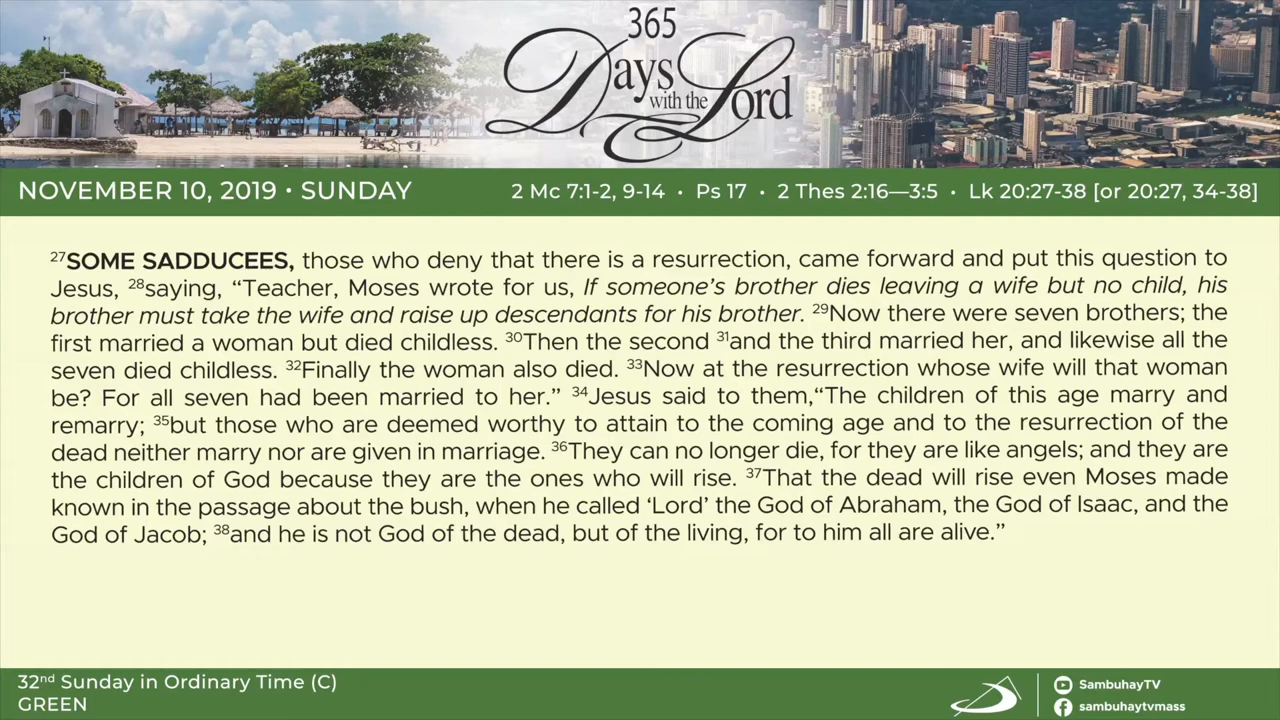 365
Days
with the
Lord
NOVEMBER 10, 2019 • SUNDAY
2 Mc 7:1-2, 9-14 • Ps 17 • 2 Thes 2:16—3:5 • Lk 20:27-38 [or 20:27, 34-38]
27SOME SADDUCEES, those who deny that there is a resurrection, came forward and put this question to
Jesus, 28saying, “Teacher, Moses wrote for us, If someone’s brother dies leaving a wife but no child, his
brother must take the wife and raise up descendants for his brother. 29Now there were seven brothers; the
first married a woman but died childless. 30Then the second 31and the third married her, and likewise all the
seven died childless. 32Finally the woman also died. 33Now at the resurrection whose wife will that woman
be? For all seven had been married to her.” 34Jesus said to them,“The children of this age marry and
remarry; 35but those who are deemed worthy to attain to the coming age and to the resurrection of the
dead neither marry nor are given in marriage. 36They can no longer die, for they are like angels; and they are
the children of God because they are the ones who will rise. 37That the dead will rise even Moses made
known in the passage about the bush, when he called ‘Lord’ the God of Abraham, the God of Isaac, and the
God of Jacob; 38and he is not God of the dead, but of the living, for to him all are alive.”
32nd Sunday in Ordinary Time (C)
GREEN
SambuhayTV
sambuhaytvmass